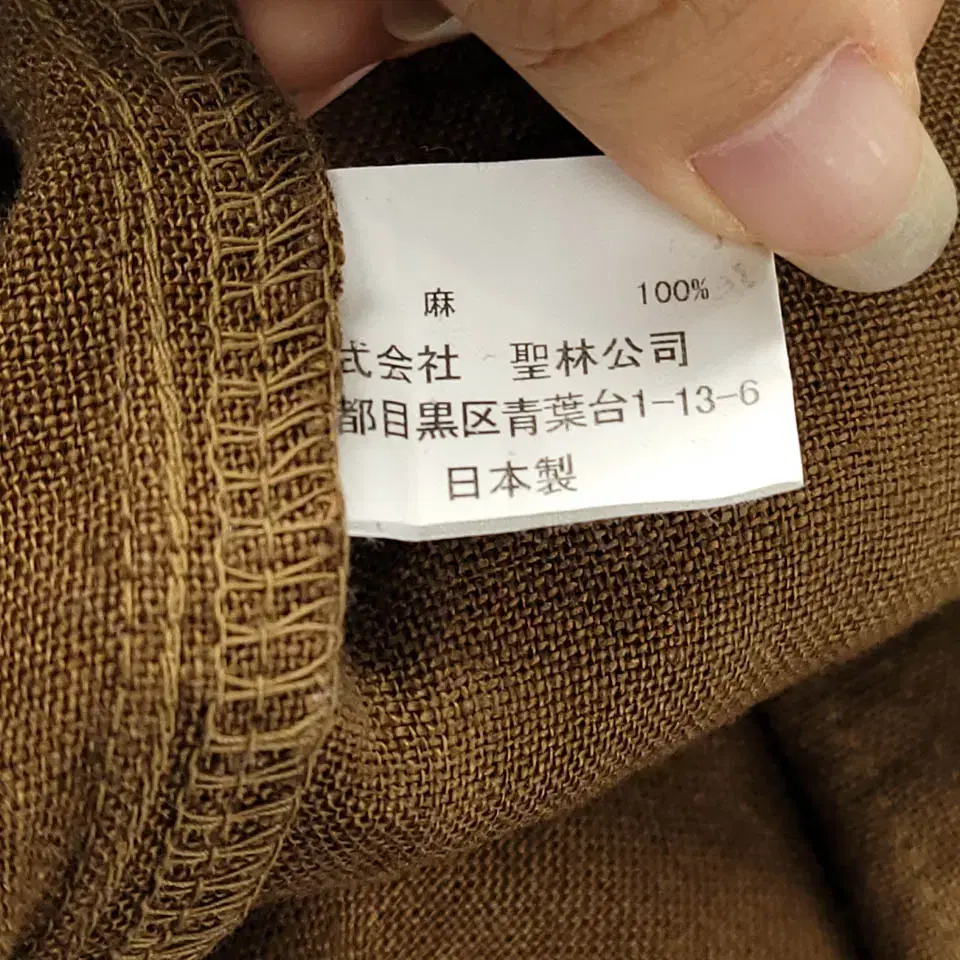 麻 100%
式会社 聖林公司
都目黒区青葉台1-13-6
日本製